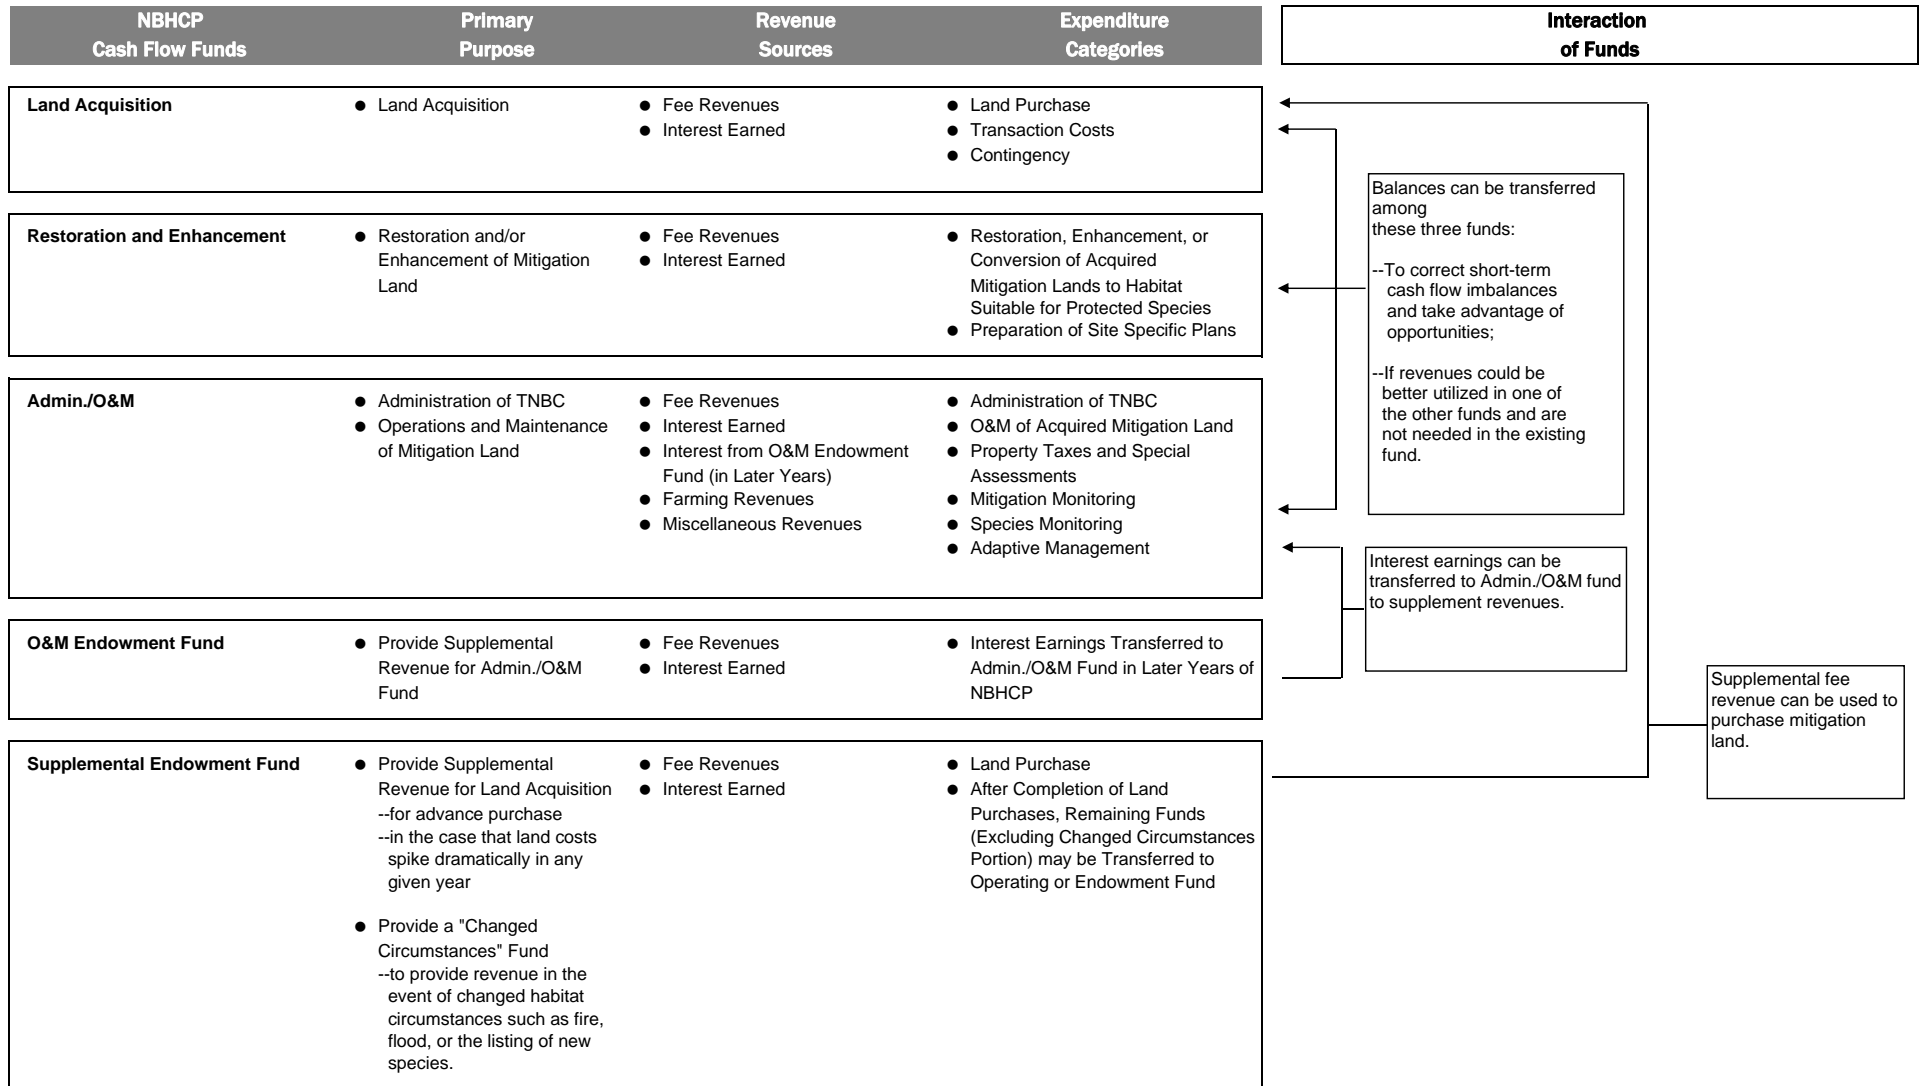 NBHCP
Cash Flow Funds
Primary
Purpose
Revenue
Sources
Expenditure
Categories
Interaction
of Funds
Land Acquisition
● Land Acquisition
● Fee Revenues
● Interest Earned
● Land Purchase
● Transaction Costs
● Contingency
Restoration and Enhancement
● Restoration and/or
Enhancement of Mitigation
Land
● Fee Revenues
● Interest Earned
● Restoration, Enhancement, or
Conversion of Acquired
Mitigation Lands to Habitat
Suitable for Protected Species
● Preparation of Site Specific Plans
Balances can be transferred
among
these three funds:
--To correct short-term
cash flow imbalances
and take advantage of
opportunities;
--If revenues could be
better utilized in one of
the other funds and are
not needed in the existing
fund.
Admin./O&M
● Administration of TNBC
● Operations and Maintenance
of Mitigation Land
● Fee Revenues
● Interest Earned
● Interest from O&M Endowment
Fund (in Later Years)
● Farming Revenues
● Miscellaneous Revenues
● Administration of TNBC
● O&M of Acquired Mitigation Land
● Property Taxes and Special
Assessments
● Mitigation Monitoring
● Species Monitoring
● Adaptive Management
Interest earnings can be
transferred to Admin./O&M fund
to supplement revenues.
O&M Endowment Fund
● Provide Supplemental
Revenue for Admin./O&M
Fund
● Fee Revenues
● Interest Earned
● Interest Earnings Transferred to
Admin./O&M Fund in Later Years of
NBHCP
Supplemental fee
revenue can be used to
purchase mitigation
land.
Supplemental Endowment Fund
● Provide Supplemental
Revenue for Land Acquisition
--for advance purchase
--in the case that land costs
spike dramatically in any
given year
● Provide a "Changed
Circumstances" Fund
--to provide revenue in the
event of changed habitat
circumstances such as fire,
flood, or the listing of new
species.
● Fee Revenues
● Interest Earned
● Land Purchase
● After Completion of Land
Purchases, Remaining Funds
(Excluding Changed Circumstances
Portion) may be Transferred to
Operating or Endowment Fund